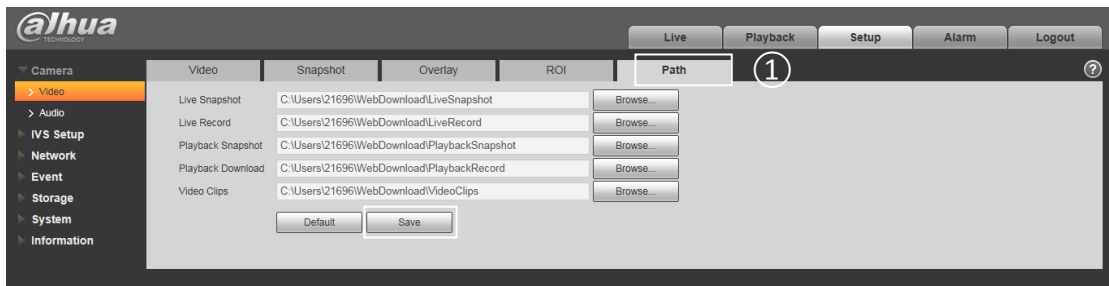 alhua
TECHNOLOGY
Live Playback Setup Alarm Logout
Camera
Video Snapshot Overlay ROI Path ① ?
> Video
> Audio
IVS Setup
Network
Event
Storage
System
Information
Live Snapshot C:\Users\21696\WebDownload\LiveSnapshot Browse...
Live Record C:\Users\21696\WebDownload\LiveRecord Browse...
Playback Snapshot C:\Users\21696\WebDownload\PlaybackSnapshot Browse...
Playback Download C:\Users\21696\WebDownload\PlaybackRecord Browse...
Video Clips C:\Users\21696\WebDownload\VideoClips Browse...
Default Save